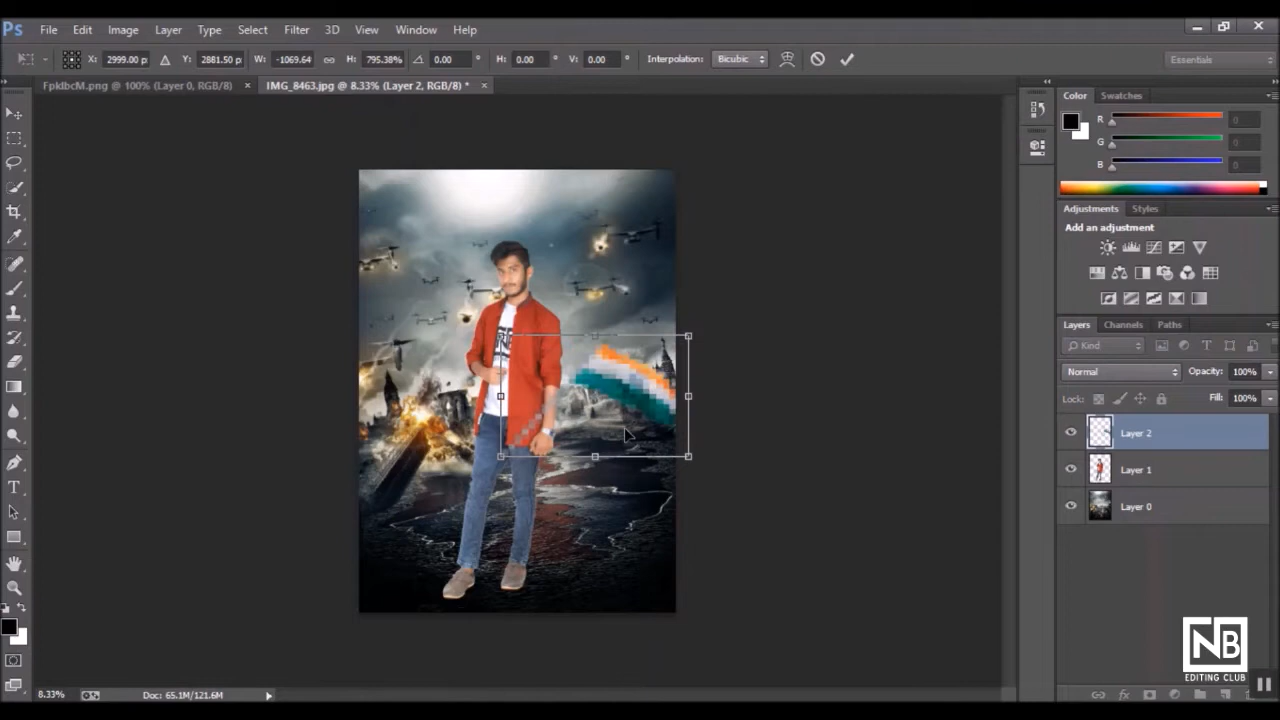 Ps File Edit Image Layer Type Select Filter 3D View Window Help
X: 2999.00 p Y: 2881.50 p W: -1069.64 H: 795.38% 0.00 ° H: 0.00 ° V: 0.00 ° Interpolation: Bicubic Essentials
FpklbcM.png @ 100% (Layer 0, RGB/8) × IMG_8463.jpg @ 8.33% (Layer 2, RGB/8) * ×
Color Swatches
R 0
G 0
B 0
Adjustments Styles
Add an adjustment
Layers Channels Paths
Kind
Normal Opacity: 100%
Lock: Fill: 100%
Layer 2
Layer 1
Layer 0
NB
EDITING CLUB
8.33% Doc: 65.1M/121.6M